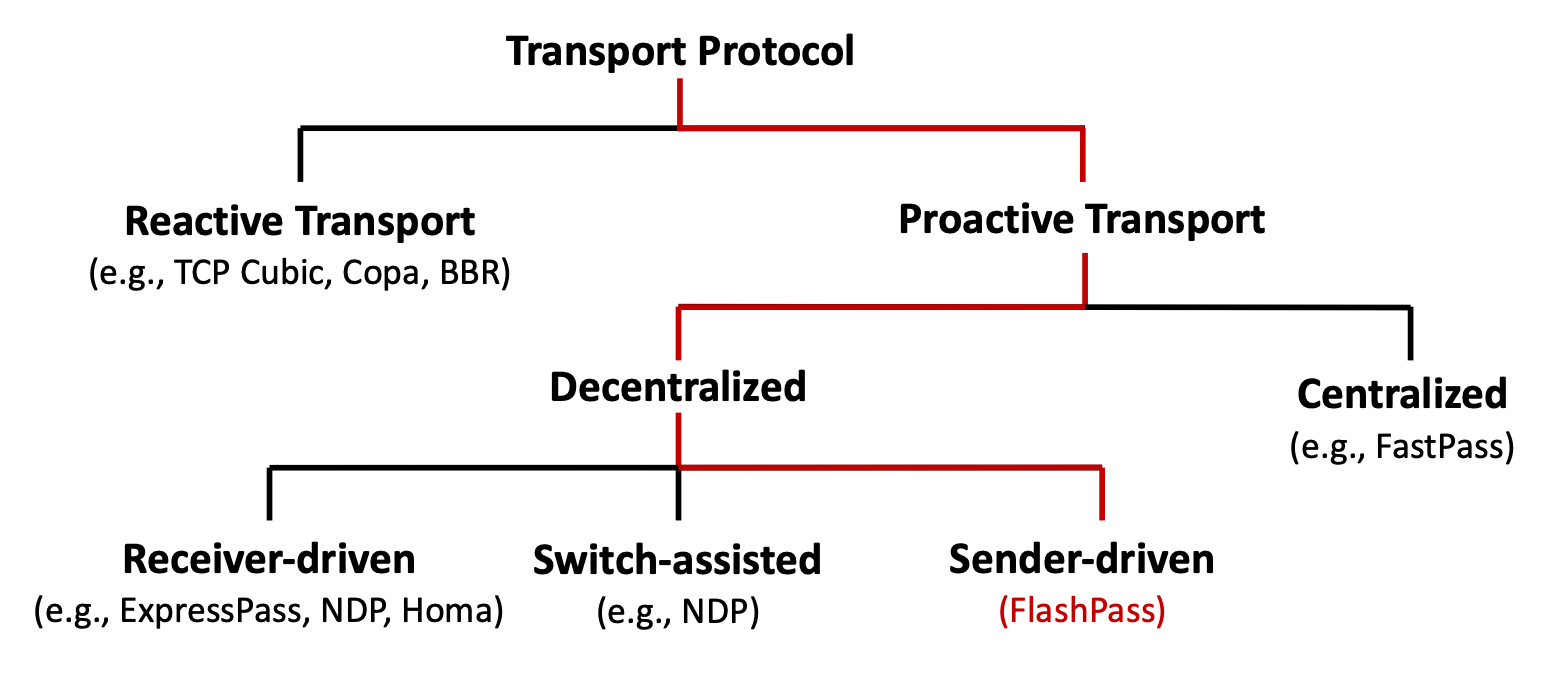 Transport Protocol
Reactive Transport
(e.g., TCP Cubic, Copa, BBR)
Proactive Transport
Decentralized
Centralized
(e.g., FastPass)
Receiver-driven
(e.g., ExpressPass, NDP, Homa)
Switch-assisted
(e.g., NDP)
Sender-driven
(FlashPass)